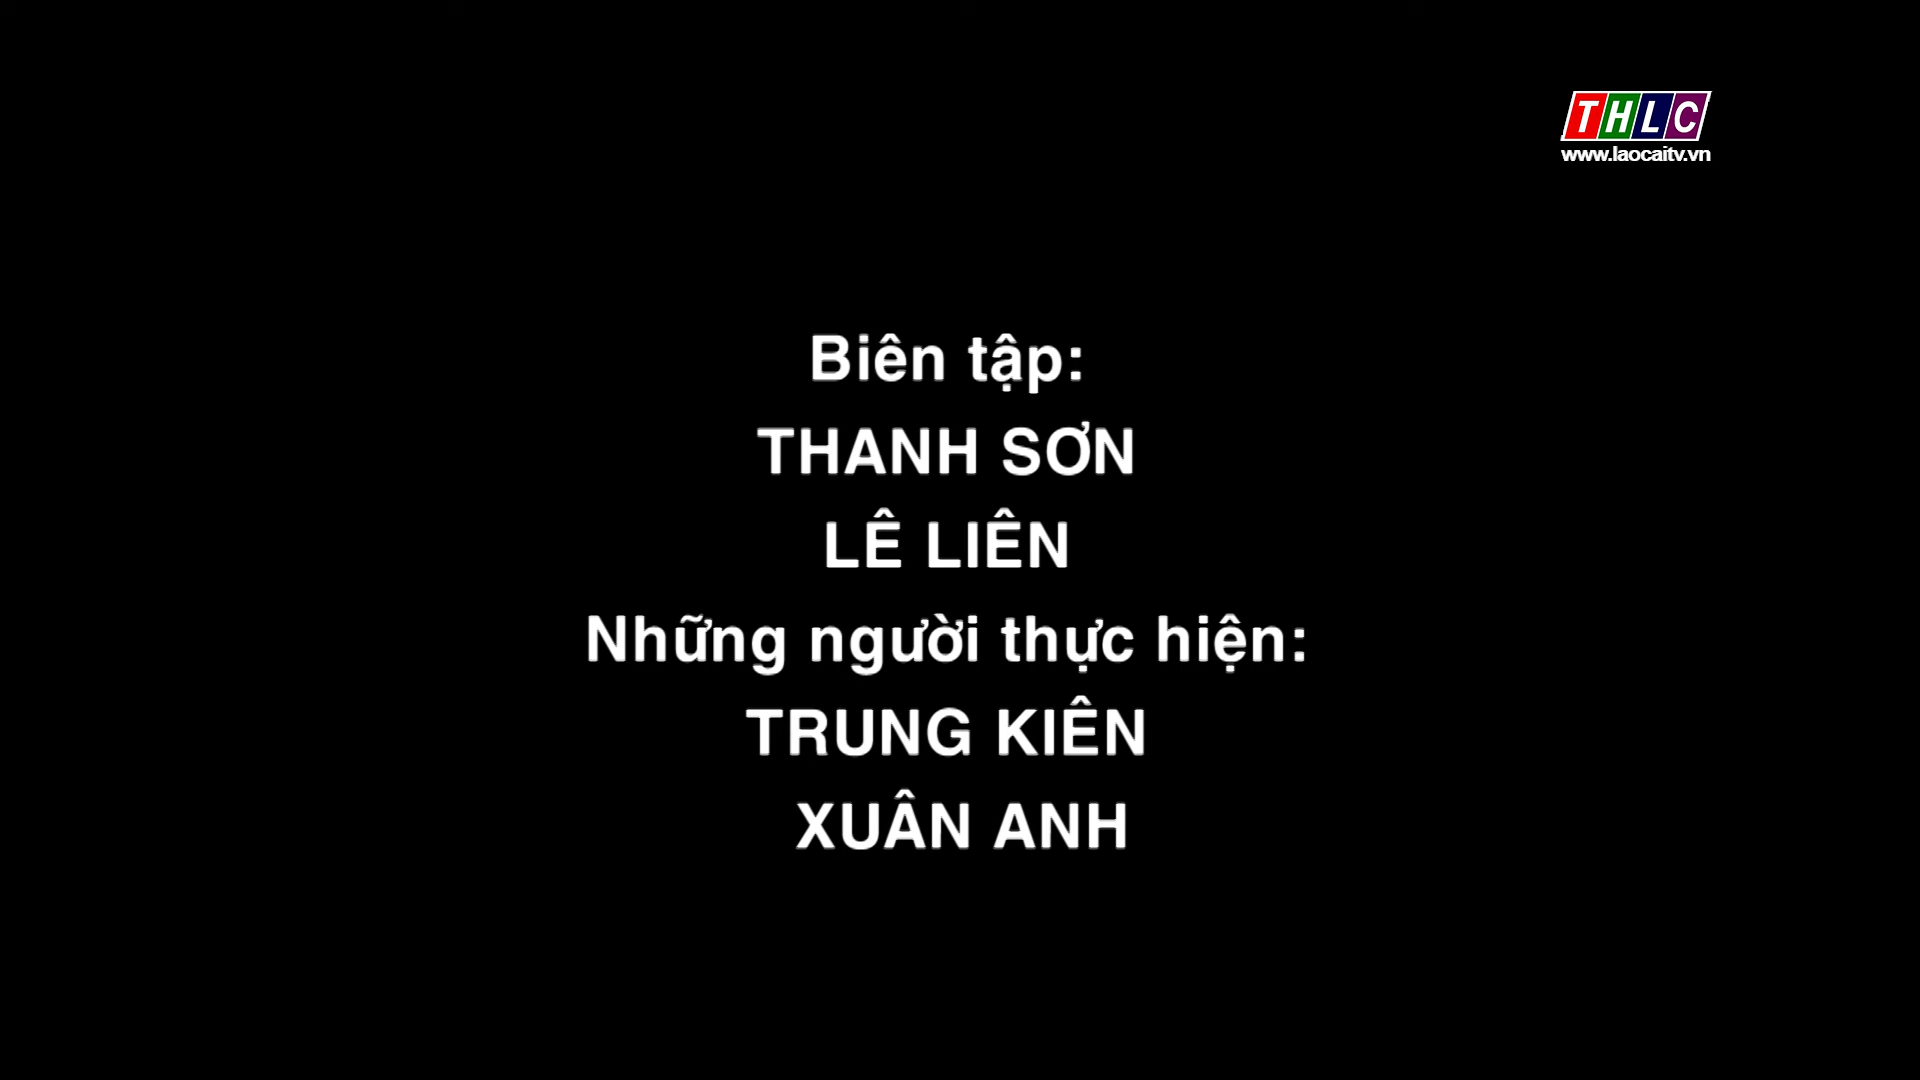 THLC
www.laocaitv.vn
Biên tập:
THANH SƠN
LÊ LIÊN
Những người thực hiện:
TRUNG KIÊN
XUÂN ANH